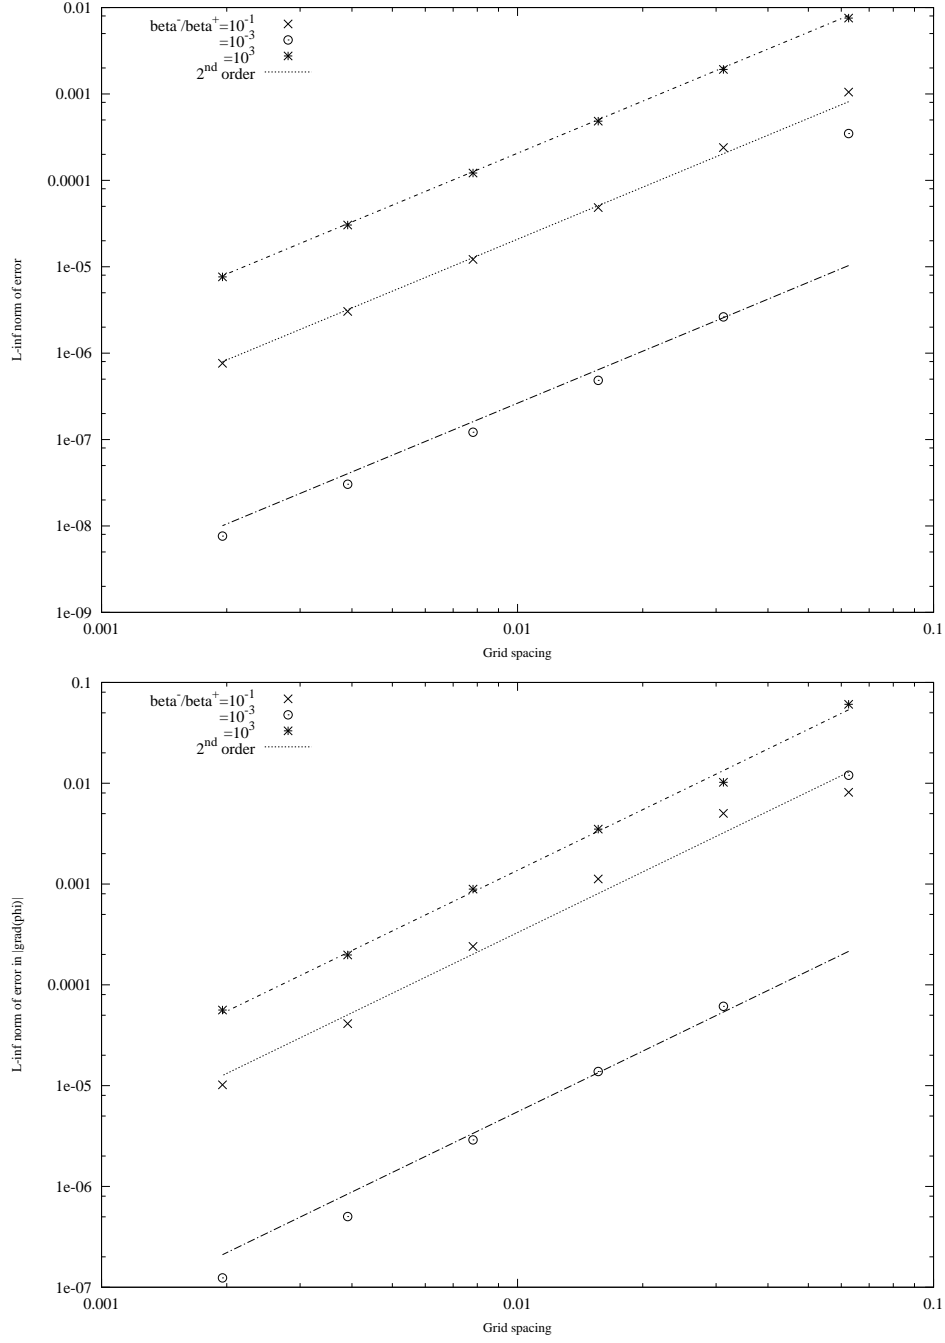 0.01
0.001
0.0001
1e-05
1e-06
1e-07
1e-08
1e-09
L-inf norm of error
beta⁻/beta⁺=10⁻¹
=10⁻³
=10³
2ⁿᵈ order
0.001
0.01
0.1
Grid spacing
0.1
0.01
0.001
0.0001
1e-05
1e-06
1e-07
L-inf norm of error in |grad(phi)|
beta⁻/beta⁺=10⁻¹
=10⁻³
=10³
2ⁿᵈ order
0.001
0.01
0.1
Grid spacing